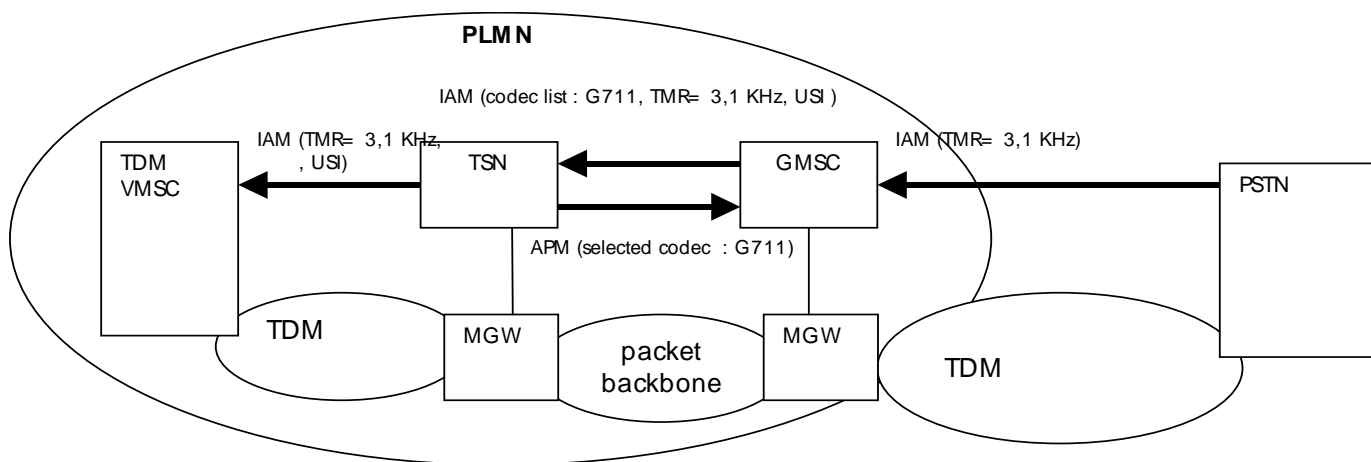 PLMN
IAM (codec list : G711, TMR= 3,1 KHz, USI )
IAM (TMR= 3,1 KHz,
, USI)
IAM (TMR= 3,1 KHz)
TDM
VMSC
TSN
GMSC
PSTN
APM (selected codec : G711)
TDM
MGW
packet
backbone
MGW
TDM